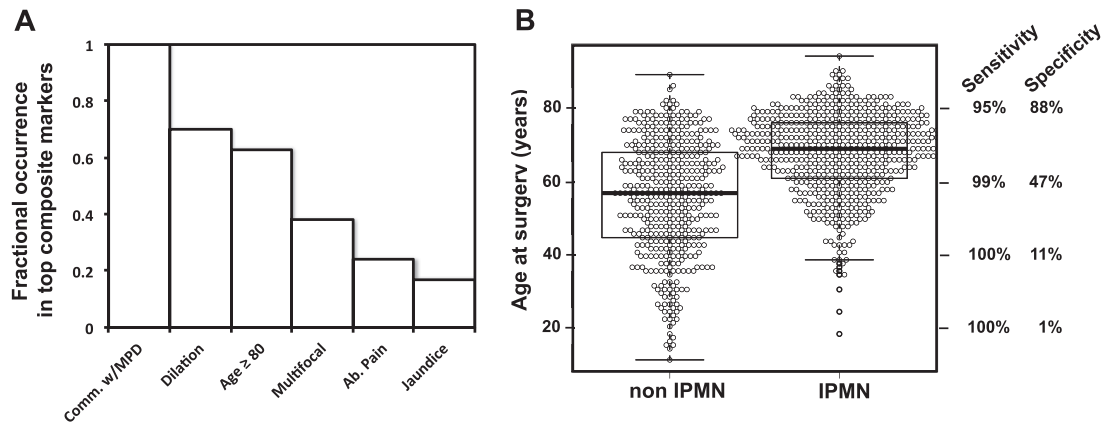 A
Fractional occurrence
in top composite markers
1
0.8
0.6
0.4
0.2
0
Comm. w/MPD
Dilation
Age ≥ 80
Multifocal
Ab. Pain
Jaundice
B
Age at surgery (years)
80
60
40
20
non IPMN
IPMN
Sensitivity
Specificity
95% 88%
99% 47%
100% 11%
100% 1%